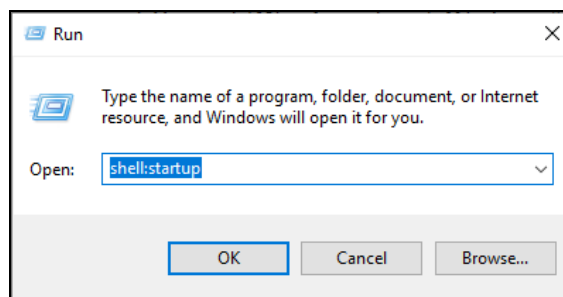 Run
Type the name of a program, folder, document, or Internet
resource, and Windows will open it for you.
Open: shell:startup
OK Cancel Browse...